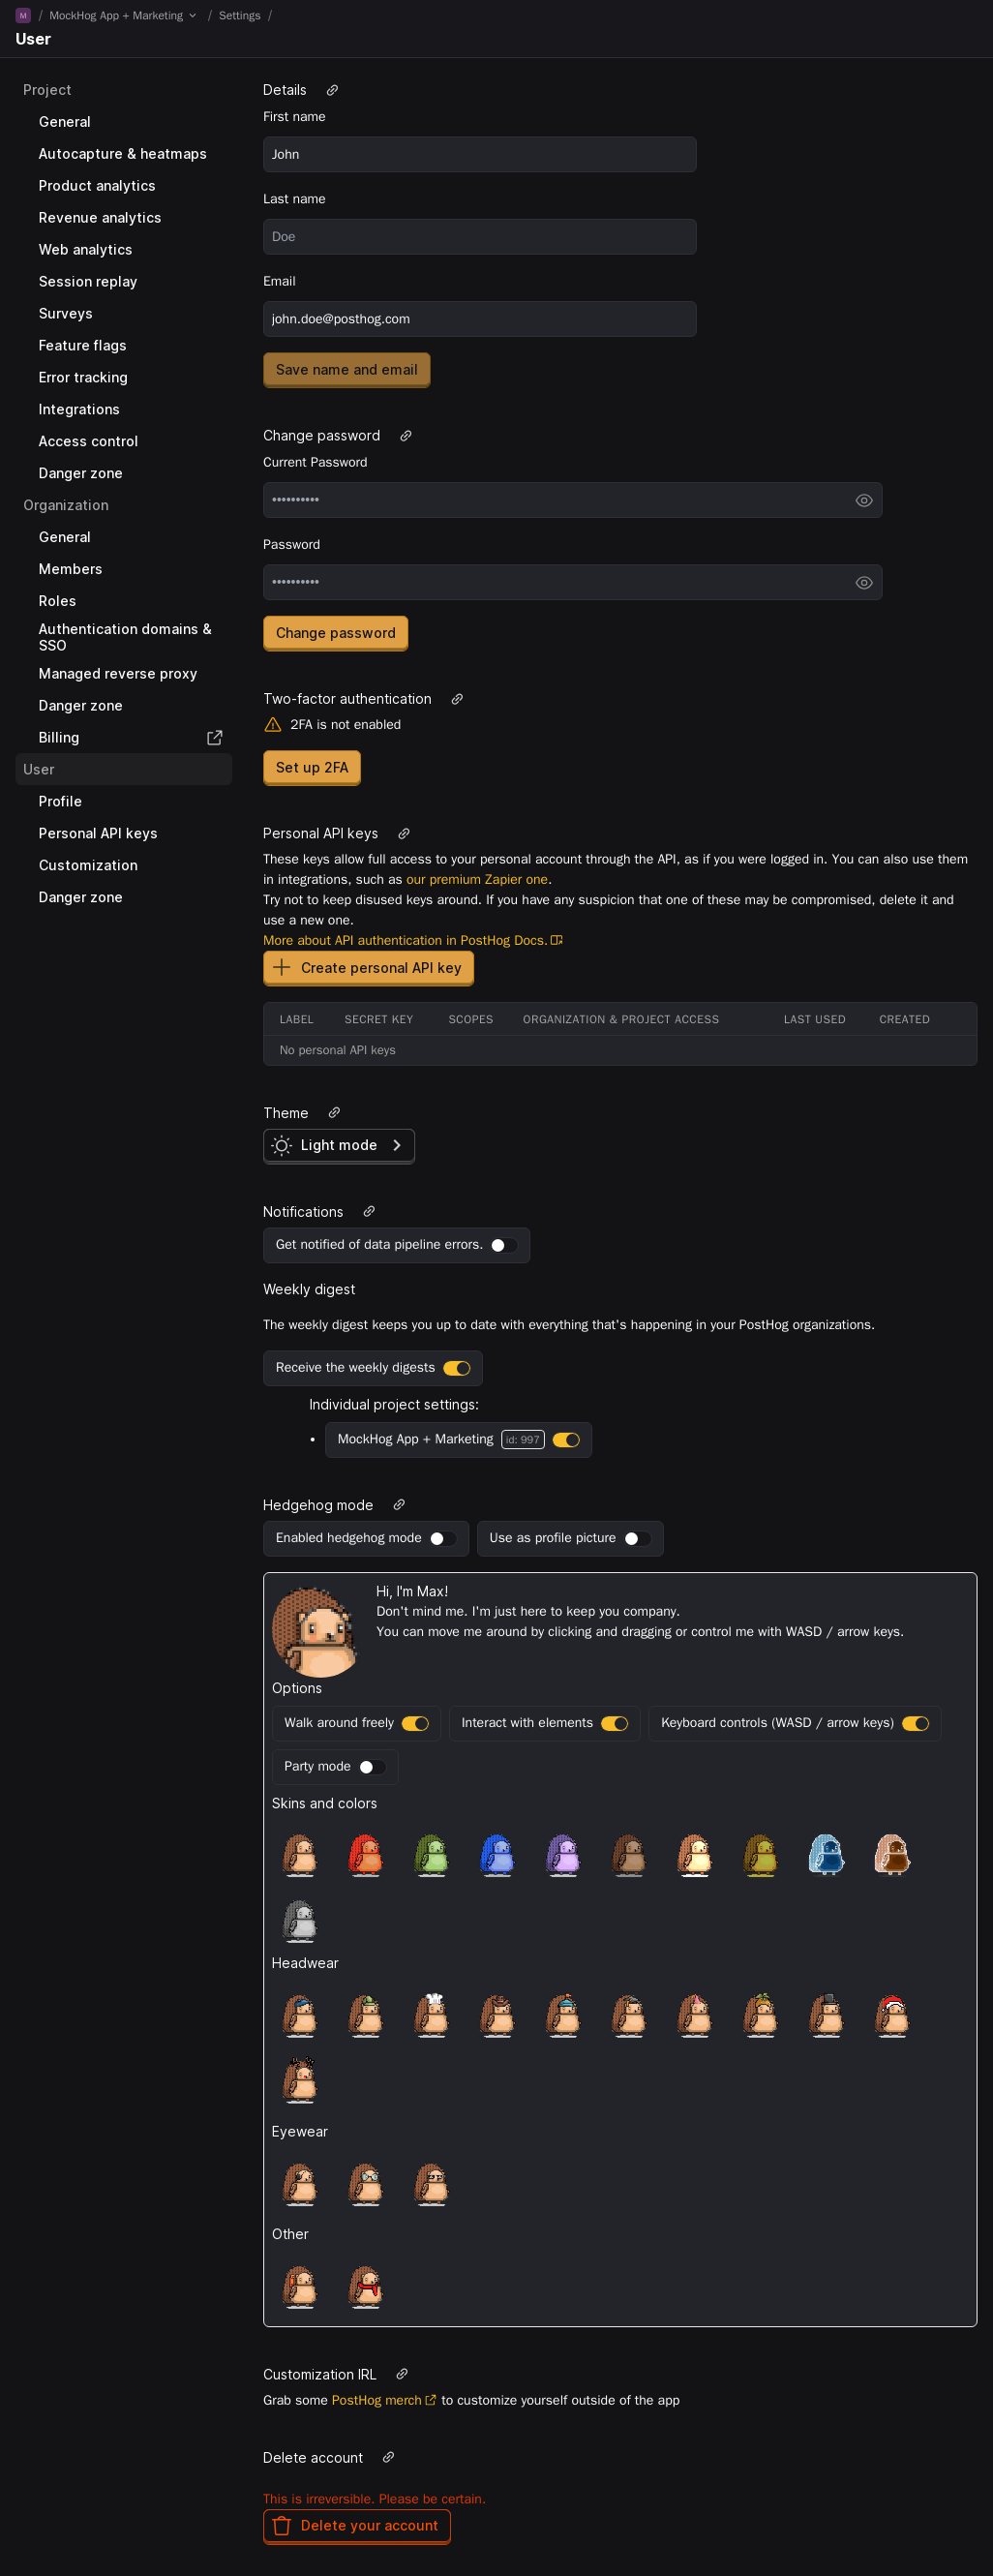 M / MockHog App + Marketing / Settings /
User
Project
General
Autocapture & heatmaps
Product analytics
Revenue analytics
Web analytics
Session replay
Surveys
Feature flags
Error tracking
Integrations
Access control
Danger zone
Organization
General
Members
Roles
Authentication domains &
SSO
Managed reverse proxy
Danger zone
Billing
User
Profile
Personal API keys
Customization
Danger zone
Details
First name
John
Last name
Doe
Email
john.doe@posthog.com
Save name and email
Change password
Current Password
••••••••••
Password
••••••••••
Change password
Two-factor authentication
2FA is not enabled
Set up 2FA
Personal API keys
These keys allow full access to your personal account through the API, as if you were logged in. You can also use them
in integrations, such as our premium Zapier one.
Try not to keep disused keys around. If you have any suspicion that one of these may be compromised, delete it and
use a new one.
More about API authentication in PostHog Docs.
Create personal API key
LABEL SECRET KEY SCOPES ORGANIZATION & PROJECT ACCESS LAST USED CREATED
No personal API keys
Theme
Light mode
Notifications
Get notified of data pipeline errors.
Weekly digest
The weekly digest keeps you up to date with everything that's happening in your PostHog organizations.
Receive the weekly digests
Individual project settings:
• MockHog App + Marketing id: 997
Hedgehog mode
Enabled hedgehog mode Use as profile picture
Hi, I'm Max!
Don't mind me. I'm just here to keep you company.
You can move me around by clicking and dragging or control me with WASD / arrow keys.
Options
Walk around freely Interact with elements Keyboard controls (WASD / arrow keys)
Party mode
Skins and colors
Headwear
Eyewear
Other
Customization IRL
Grab some PostHog merch to customize yourself outside of the app
Delete account
This is irreversible. Please be certain.
Delete your account